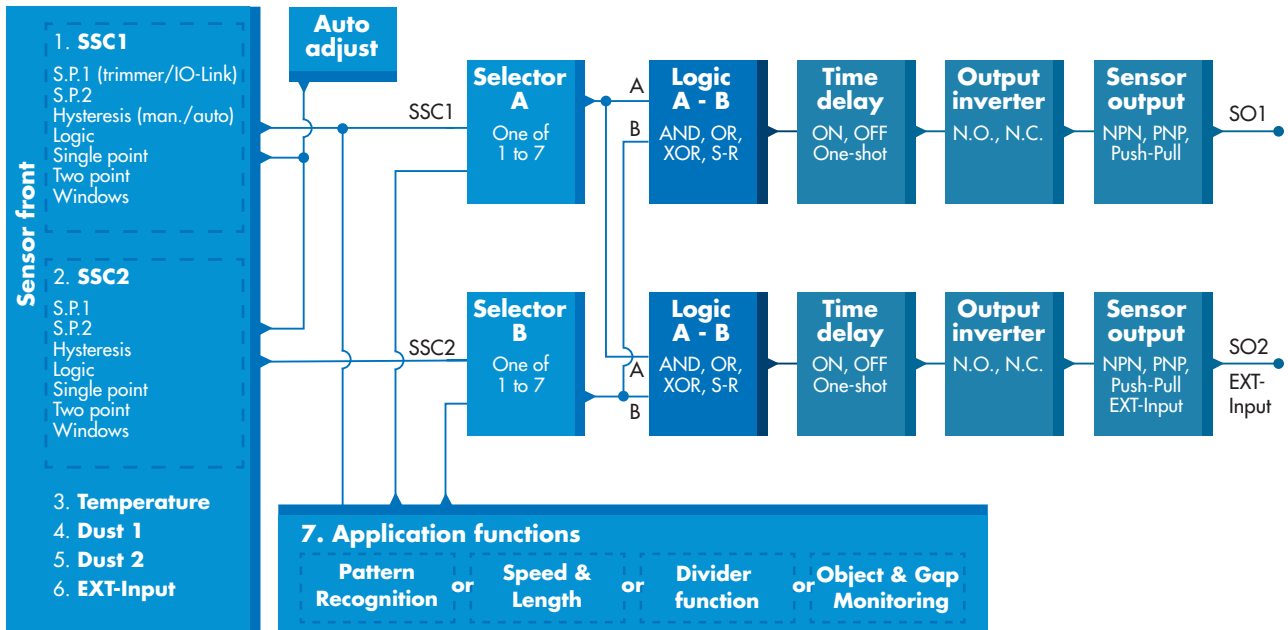 Sensor front
1. SSC1
S.P.1 (trimmer/IO-Link)
S.P.2
Hysteresis (man./auto)
Logic
Single point
Two point
Windows
2. SSC2
S.P.1
S.P.2
Hysteresis
Logic
Single point
Two point
Windows
3. Temperature
4. Dust 1
5. Dust 2
6. EXT-Input
Auto
adjust
SSC1
Selector
A
One of
1 to 7
A
B
Logic
A - B
AND, OR,
XOR, S-R
Time
delay
ON, OFF
One-shot
Output
inverter
N.O., N.C.
Sensor
output
NPN, PNP,
Push-Pull
SO1
SSC2
Selector
B
One of
1 to 7
A
B
Logic
A - B
AND, OR,
XOR, S-R
Time
delay
ON, OFF
One-shot
Output
inverter
N.O., N.C.
Sensor
output
NPN, PNP,
Push-Pull
EXT-Input
SO2
EXT-
Input
7. Application functions
Pattern
Recognition
or
Speed &
Length
or
Divider
function
or
Object & Gap
Monitoring